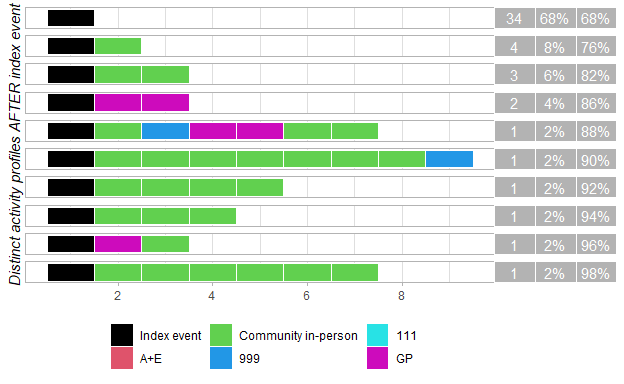 Distinct activity profiles AFTER index event
34 68% 68%
4 8% 76%
3 6% 82%
2 4% 86%
1 2% 88%
1 2% 90%
1 2% 92%
1 2% 94%
1 2% 96%
1 2% 98%
2 4 6 8
Index event Community in-person 111
A+E 999 GP